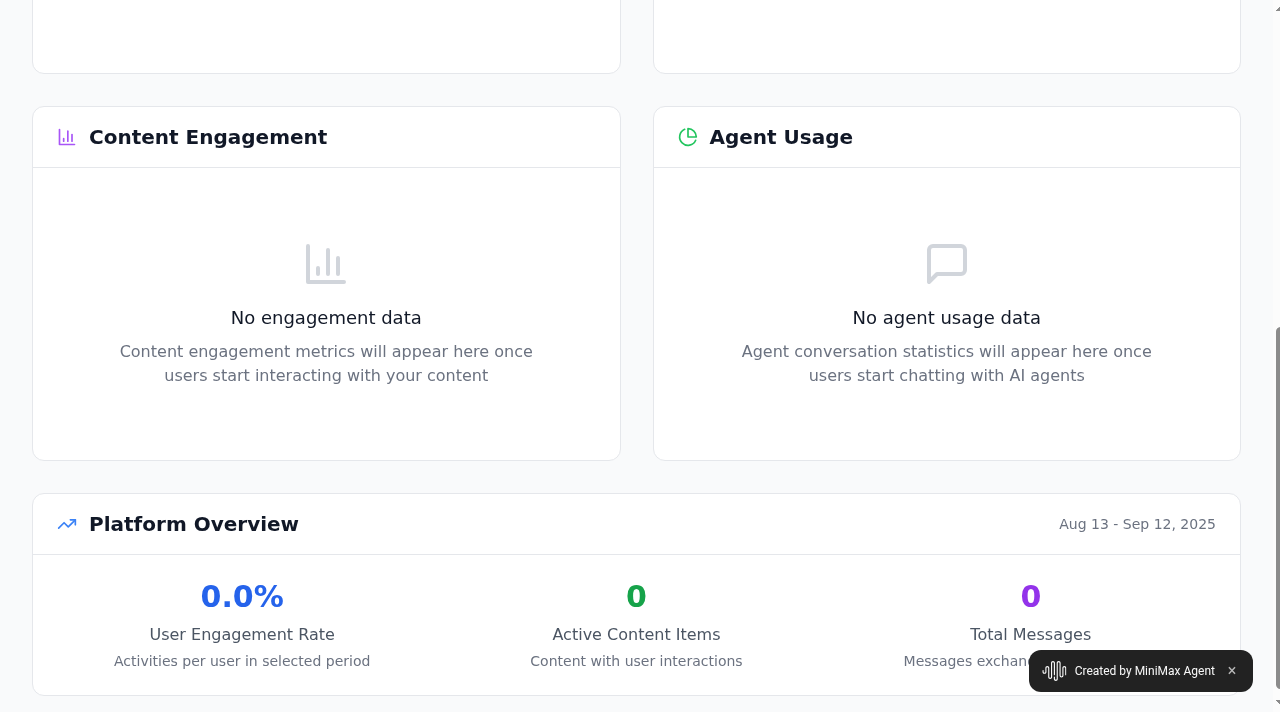 Content Engagement
Agent Usage
No engagement data
Content engagement metrics will appear here once
users start interacting with your content
No agent usage data
Agent conversation statistics will appear here once
users start chatting with AI agents
Platform Overview
Aug 13 - Sep 12, 2025
0.0%
User Engagement Rate
Activities per user in selected period
0
Active Content Items
Content with user interactions
0
Total Messages
Messages
Created by MiniMax Agent ×